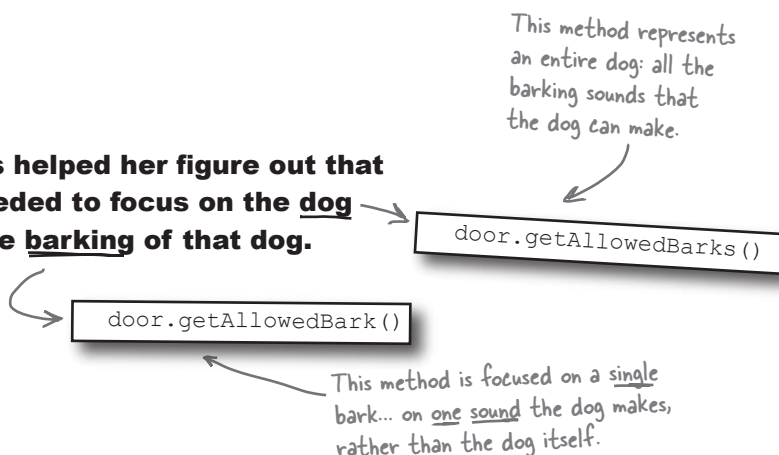 This method represents
an entire dog: all the
barking sounds that
the dog can make.
s helped her figure out that
eded to focus on the dog
e barking of that dog.
door.getAllowedBarks()
door.getAllowedBark()
This method is focused on a single
bark... on one sound the dog makes,
rather than the dog itself.